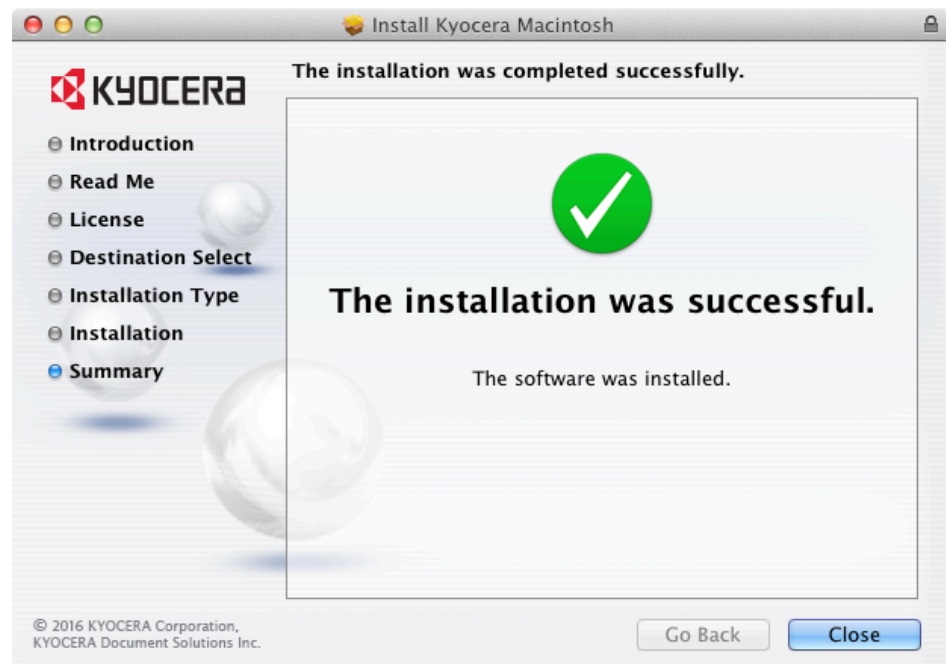 Install Kyocera Macintosh
KYOCERA
The installation was completed successfully.
Introduction
Read Me
License
Destination Select
Installation Type
Installation
Summary
The installation was successful.
The software was installed.
© 2016 KYOCERA Corporation,
KYOCERA Document Solutions Inc.
Go Back
Close